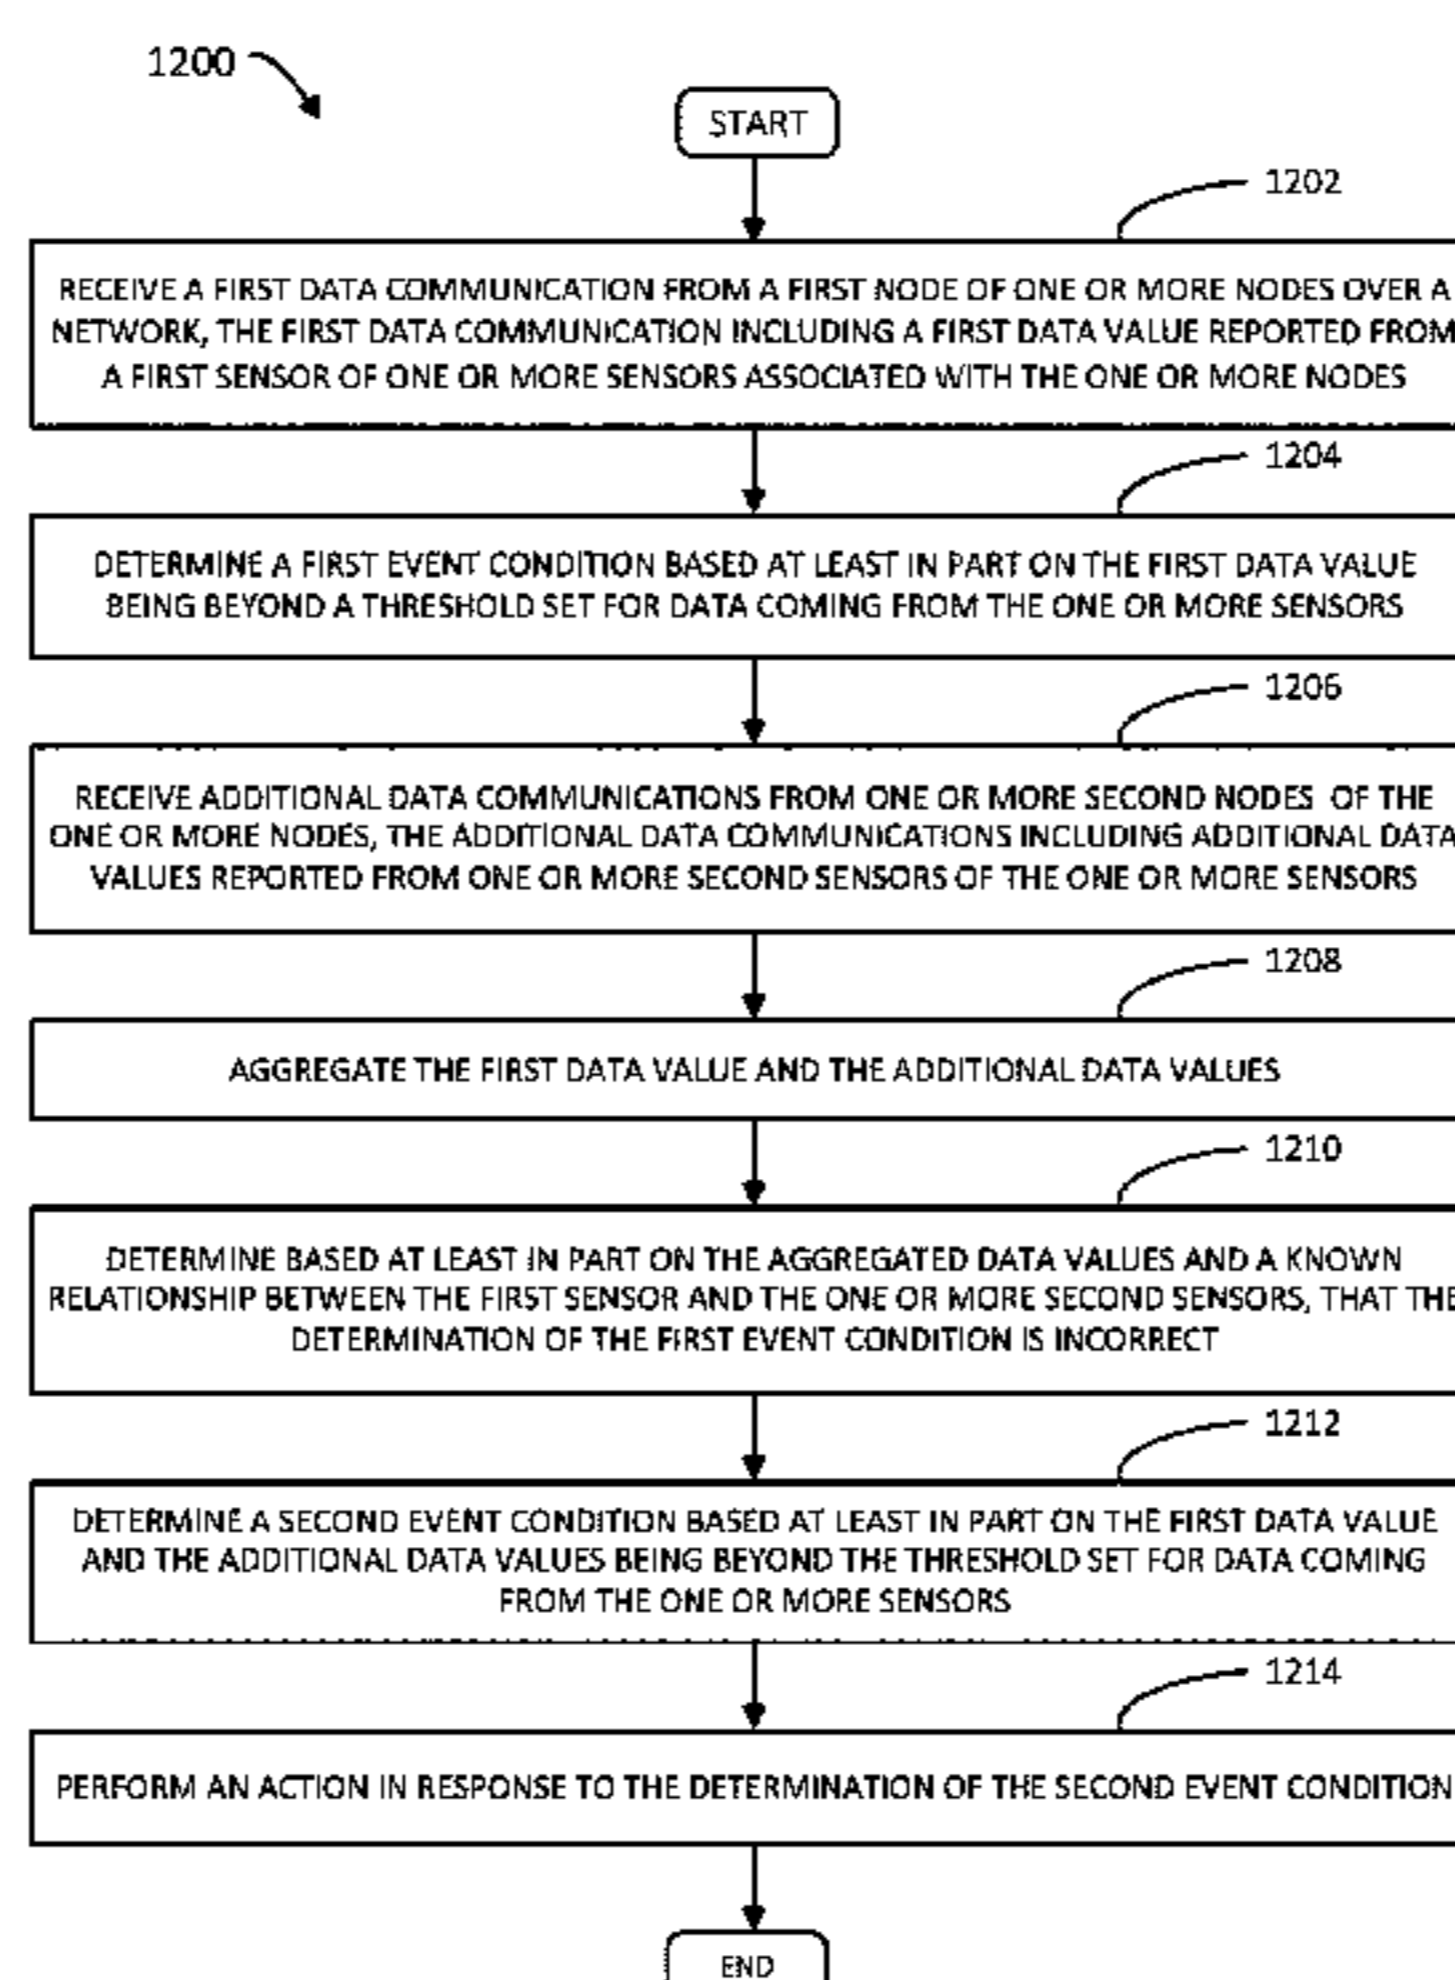 1200
START
1202
RECEIVE A FIRST DATA COMMUNICATION FROM A FIRST NODE OF ONE OR MORE NODES OVER A
NETWORK, THE FIRST DATA COMMUNICATION INCLUDING A FIRST DATA VALUE REPORTED FROM
A FIRST SENSOR OF ONE OR MORE SENSORS ASSOCIATED WITH THE ONE OR MORE NODES
1204
DETERMINE A FIRST EVENT CONDITION BASED AT LEAST IN PART ON THE FIRST DATA VALUE
BEING BEYOND A THRESHOLD SET FOR DATA COMING FROM THE ONE OR MORE SENSORS
1206
RECEIVE ADDITIONAL DATA COMMUNICATIONS FROM ONE OR MORE SECOND NODES OF THE
ONE OR MORE NODES, THE ADDITIONAL DATA COMMUNICATIONS INCLUDING ADDITIONAL DATA
VALUES REPORTED FROM ONE OR MORE SECOND SENSORS OF THE ONE OR MORE SENSORS
1208
AGGREGATE THE FIRST DATA VALUE AND THE ADDITIONAL DATA VALUES
1210
DETERMINE BASED AT LEAST IN PART ON THE AGGREGATED DATA VALUES AND A KNOWN
RELATIONSHIP BETWEEN THE FIRST SENSOR AND THE ONE OR MORE SECOND SENSORS, THAT THE
DETERMINATION OF THE FIRST EVENT CONDITION IS INCORRECT
1212
DETERMINE A SECOND EVENT CONDITION BASED AT LEAST IN PART ON THE FIRST DATA VALUE
AND THE ADDITIONAL DATA VALUES BEING BEYOND THE THRESHOLD SET FOR DATA COMING
FROM THE ONE OR MORE SENSORS
1214
PERFORM AN ACTION IN RESPONSE TO THE DETERMINATION OF THE SECOND EVENT CONDITION
END